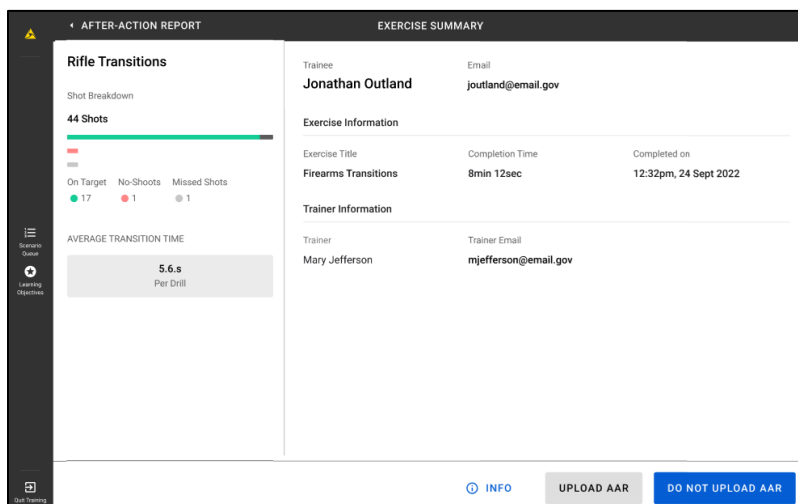 AFTER-ACTION REPORT
EXERCISE SUMMARY
Rifle Transitions
Shot Breakdown
44 Shots
On Target No-Shoots Missed Shots
17 1 1
AVERAGE TRANSITION TIME
5.6.s
Per Drill
Trainee Email
Jonathan Outland joutland@email.gov
Exercise Information
Exercise Title Completion Time Completed on
Firearms Transitions 8min 12sec 12:32pm, 24 Sept 2022
Trainer Information
Trainer Trainer Email
Mary Jefferson mjefferson@email.gov
Scenario
Queue
Learning
Objectives
Quit Training
INFO UPLOAD AAR DO NOT UPLOAD AAR